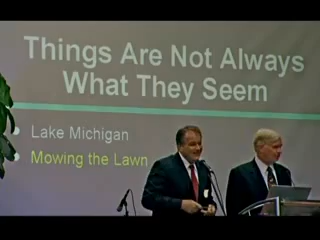 Things Are Not Always
What They Seem
Lake Michigan
Mowing the Lawn